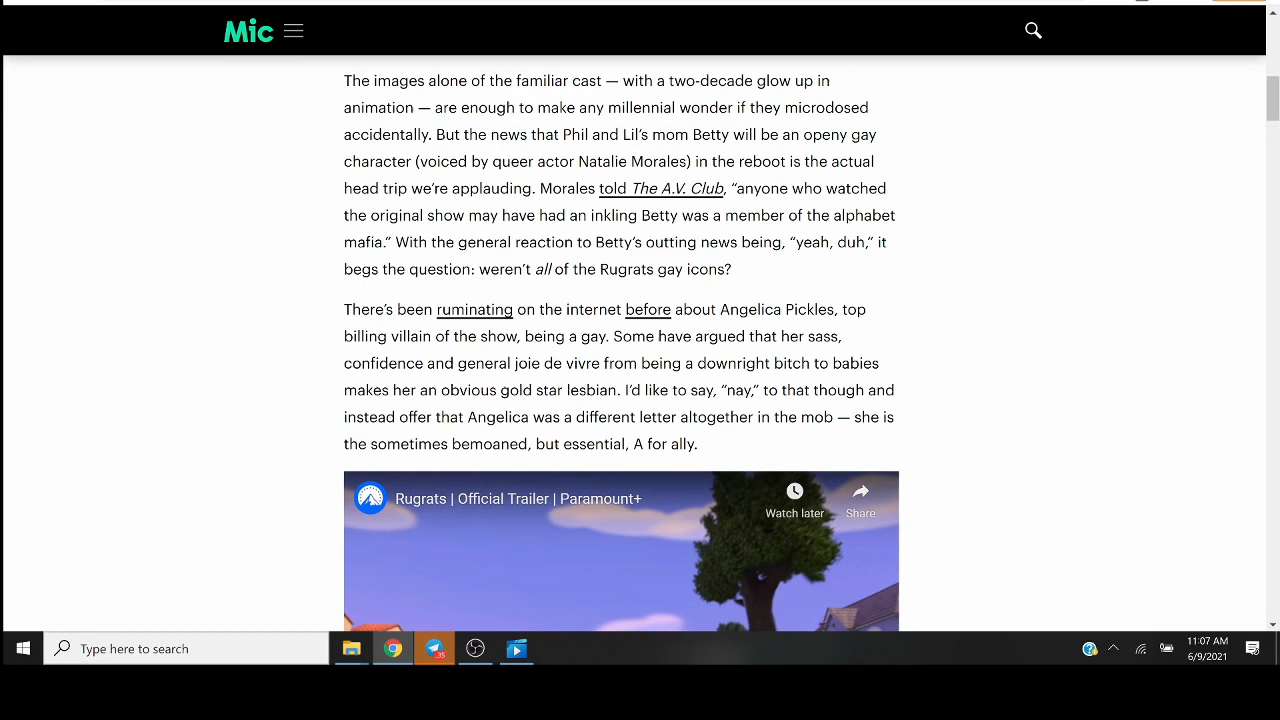 Mic
The images alone of the familiar cast — with a two-decade glow up in
animation — are enough to make any millennial wonder if they microdosed
accidentally. But the news that Phil and Lil’s mom Betty will be an openy gay
character (voiced by queer actor Natalie Morales) in the reboot is the actual
head trip we’re applauding. Morales told The A.V. Club, “anyone who watched
the original show may have had an inkling Betty was a member of the alphabet
mafia.” With the general reaction to Betty’s outting news being, “yeah, duh,” it
begs the question: weren’t all of the Rugrats gay icons?
There’s been ruminating on the internet before about Angelica Pickles, top
billing villain of the show, being a gay. Some have argued that her sass,
confidence and general joie de vivre from being a downright bitch to babies
makes her an obvious gold star lesbian. I’d like to say, “nay,” to that though and
instead offer that Angelica was a different letter altogether in the mob — she is
the sometimes bemoaned, but essential, A for ally.
Rugrats | Official Trailer | Paramount+
Watch later
Share
Type here to search
35
11:07 AM
6/9/2021